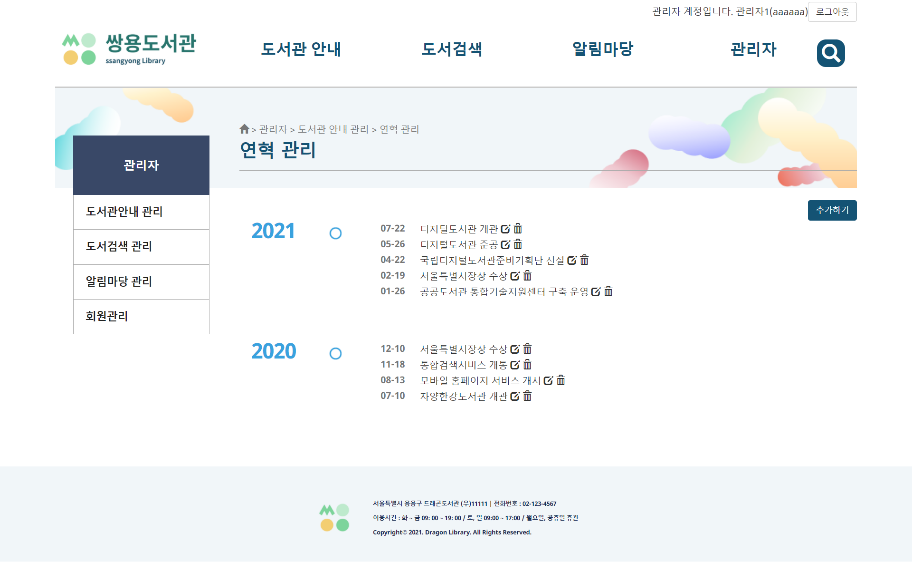 관리자 계정입니다. 관리자1(aaaaaa) 로그아웃
쌍용도서관
ssangyong Library
도서관 안내 도서검색 알림마당 관리자
> 관리자 > 도서관 안내 관리 > 연혁 관리
연혁 관리
관리자
도서관안내 관리
도서검색 관리
알림마당 관리
회원관리
추가하기
2021
07-22 디지털도서관 개관
05-26 디지털도서관 준공
04-22 국립디지털도서관준비기획단 신설
02-19 서울특별시장상 수상
01-26 공공도서관 통합기술지원센터 구축 운영
2020
12-10 서울특별시장상 수상
11-18 통합검색서비스 개통
08-13 모바일 홈페이지 서비스 개시
07-10 자양한강도서관 개관
서울특별시 용용구 드래곤도서관 (우)11111 | 전화번호 : 02-123-4567
이용시간 : 화 ~ 금 09: 00 ~ 19: 00 / 토, 일 09:00 ~ 17:00 / 월요일, 공휴일 휴관
Copyright© 2021. Dragon Library. All Rights Reserved.